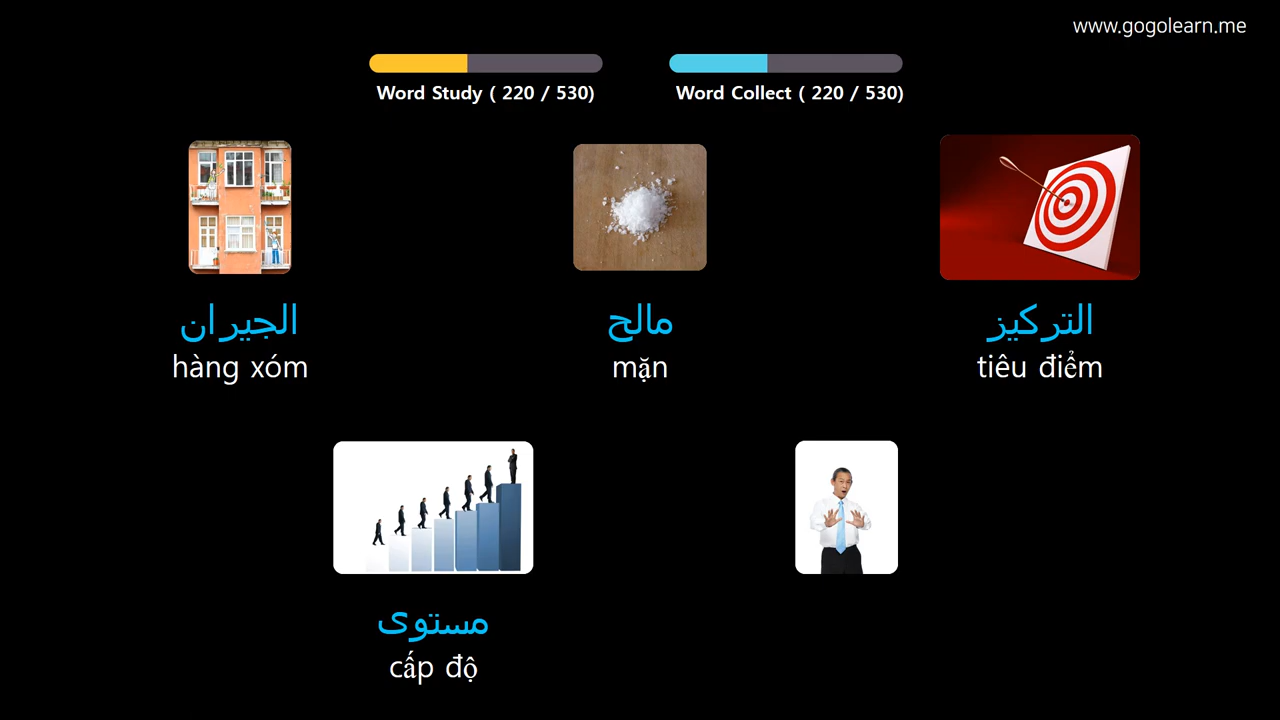 www.gogolearn.me
Word Study ( 220 / 530)
Word Collect ( 220 / 530)
الجيران
hàng xóm
مالح
mặn
التركيز
tiêu điểm
مستوى
cấp độ